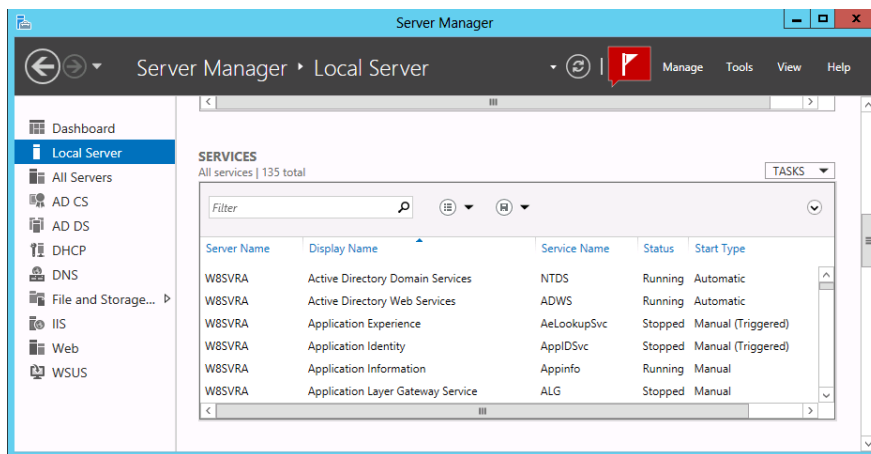 Server Manager
Server Manager ‣ Local Server
Manage Tools View Help
Dashboard
Local Server
All Servers
AD CS
AD DS
DHCP
DNS
File and Storage...
IIS
Web
WSUS
SERVICES
All services | 135 total
TASKS
Filter
Server Name Display Name Service Name Status Start Type
W8SVRA Active Directory Domain Services NTDS Running Automatic
W8SVRA Active Directory Web Services ADWS Running Automatic
W8SVRA Application Experience AeLookupSvc Stopped Manual (Triggered)
W8SVRA Application Identity AppIDSvc Stopped Manual (Triggered)
W8SVRA Application Information Appinfo Running Manual
W8SVRA Application Layer Gateway Service ALG Stopped Manual